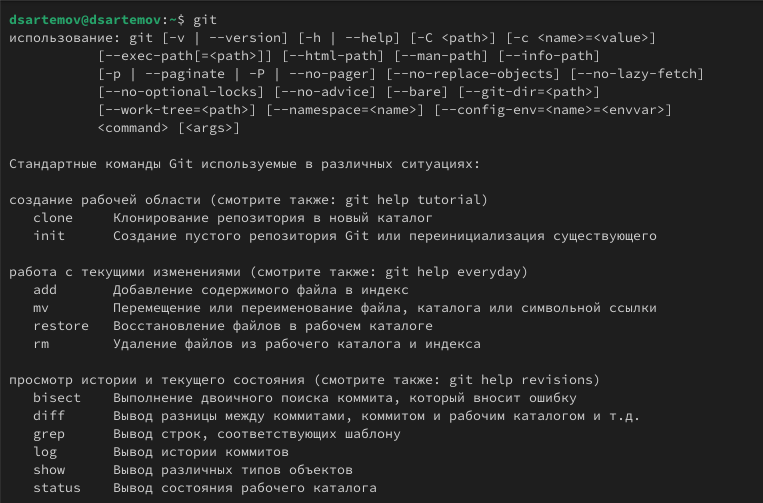 dsartemov@dsartemov:~$ git
использование: git [-v | --version] [-h | --help] [-C <path>] [-c <name>=<value>]
           [--exec-path[=<path>]] [--html-path] [--man-path] [--info-path]
           [-p | --paginate | -P | --no-pager] [--no-replace-objects] [--no-lazy-fetch]
           [--no-optional-locks] [--no-advice] [--bare] [--git-dir=<path>]
           [--work-tree=<path>] [--namespace=<name>] [--config-env=<name>=<envvar>]
           <command> [<args>]

Стандартные команды Git используемые в различных ситуациях:

создание рабочей области (смотрите также: git help tutorial)
   clone     Клонирование репозитория в новый каталог
   init      Создание пустого репозитория Git или переинициализация существующего

работа с текущими изменениями (смотрите также: git help everyday)
   add       Добавление содержимого файла в индекс
   mv        Перемещение или переименование файла, каталога или символьной ссылки
   restore   Восстановление файлов в рабочем каталоге
   rm        Удаление файлов из рабочего каталога и индекса

просмотр истории и текущего состояния (смотрите также: git help revisions)
   bisect    Выполнение двоичного поиска коммита, который вносит ошибку
   diff      Вывод разницы между коммитами, коммитом и рабочим каталогом и т.д.
   grep      Вывод строк, соответствующих шаблону
   log       Вывод истории коммитов
   show      Вывод различных типов объектов
   status    Вывод состояния рабочего каталога